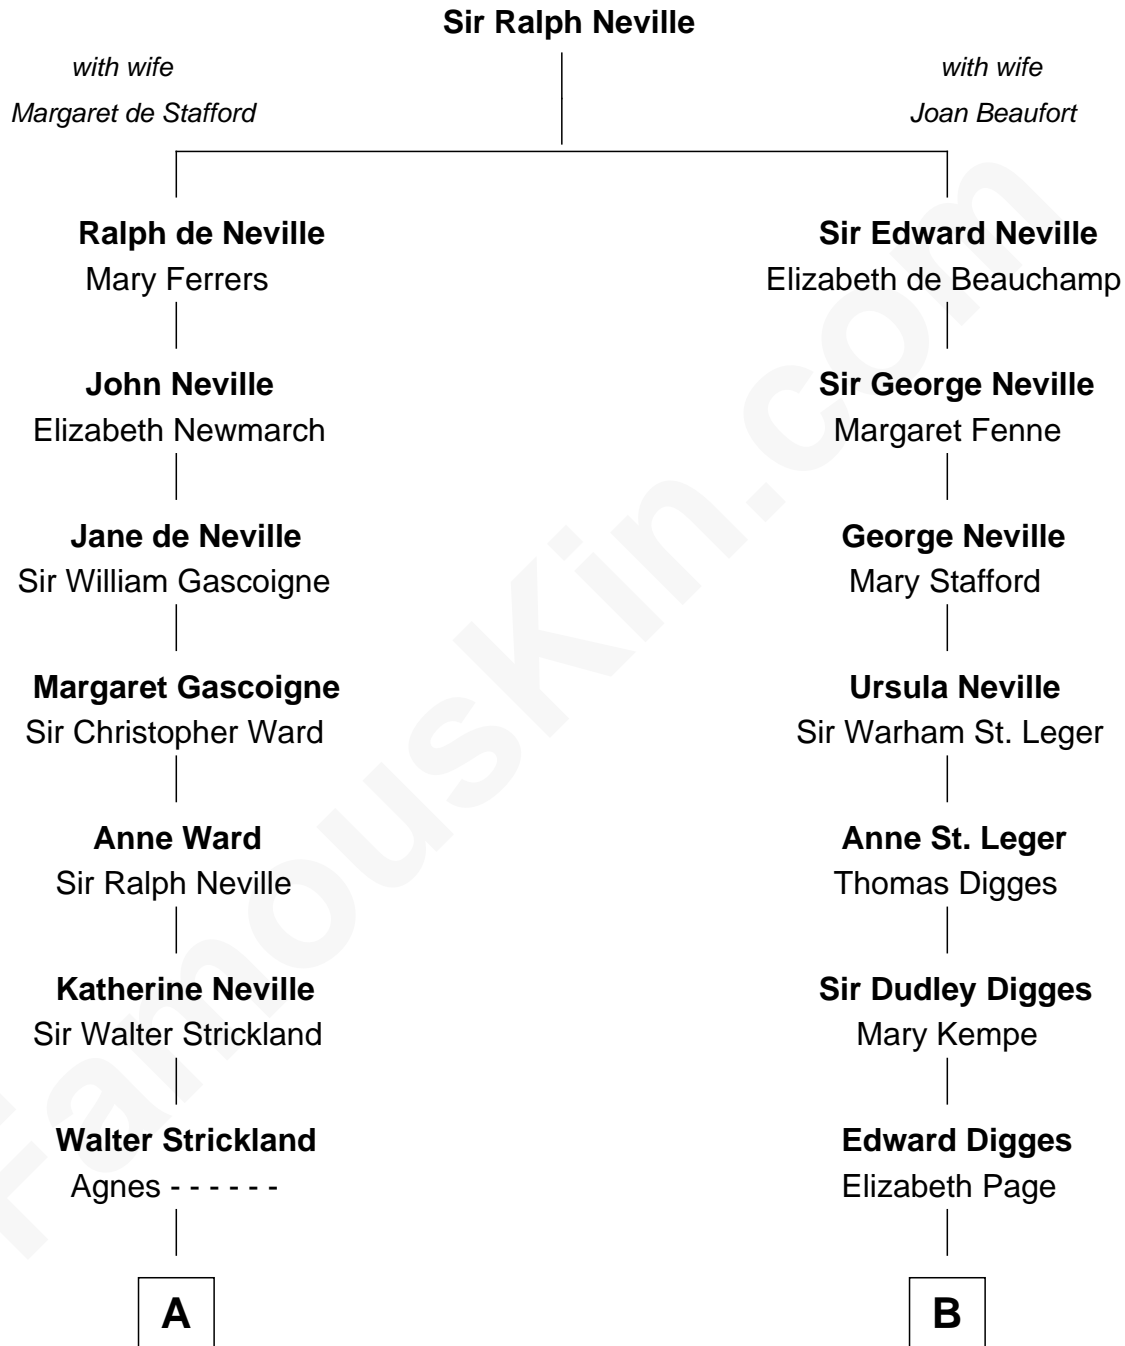 Sir Ralph Neville
with wife
Margaret de Stafford
with wife
Joan Beaufort
Ralph de Neville
Mary Ferrers
Sir Edward Neville
Elizabeth de Beauchamp
John Neville
Elizabeth Newmarch
Sir George Neville
Margaret Fenne
Jane de Neville
Sir William Gascoigne
George Neville
Mary Stafford
Margaret Gascoigne
Sir Christopher Ward
Ursula Neville
Sir Warham St. Leger
Anne Ward
Sir Ralph Neville
Anne St. Leger
Thomas Digges
Katherine Neville
Sir Walter Strickland
Sir Dudley Digges
Mary Kempe
Walter Strickland
Agnes - - - - - -
Edward Digges
Elizabeth Page
A
B
FamousKin.com